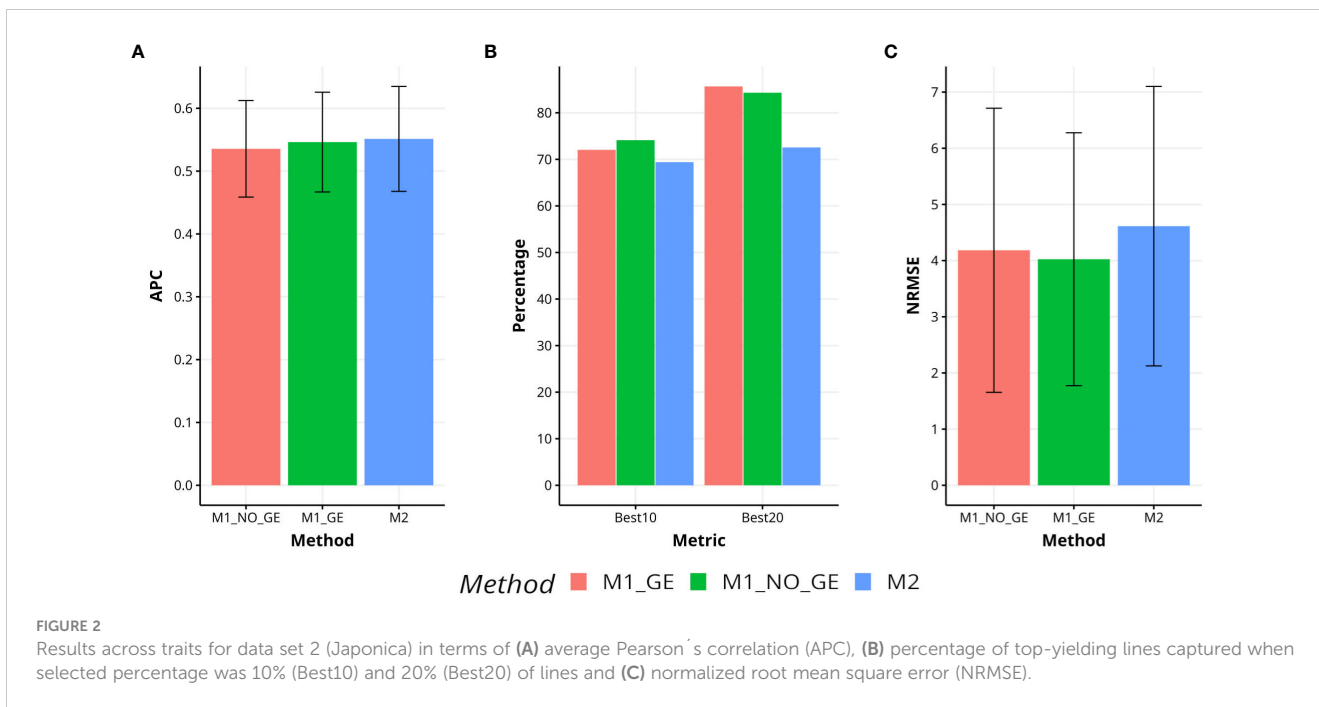 A
B
C
0.6
0.5
0.4
0.3
0.2
0.1
0.0
APC
M1_NO_GE M1_GE M2
Method
80
70
60
50
40
30
20
10
0
Percentage
Best10 Best20
Metric
7
6
5
4
3
2
1
0
NRMSE
M1_NO_GE M1_GE M2
Method
Method M1_GE M1_NO_GE M2
FIGURE 2
Results across traits for data set 2 (Japonica) in terms of (A) average Pearson´s correlation (APC), (B) percentage of top-yielding lines captured when
selected percentage was 10% (Best10) and 20% (Best20) of lines and (C) normalized root mean square error (NRMSE).